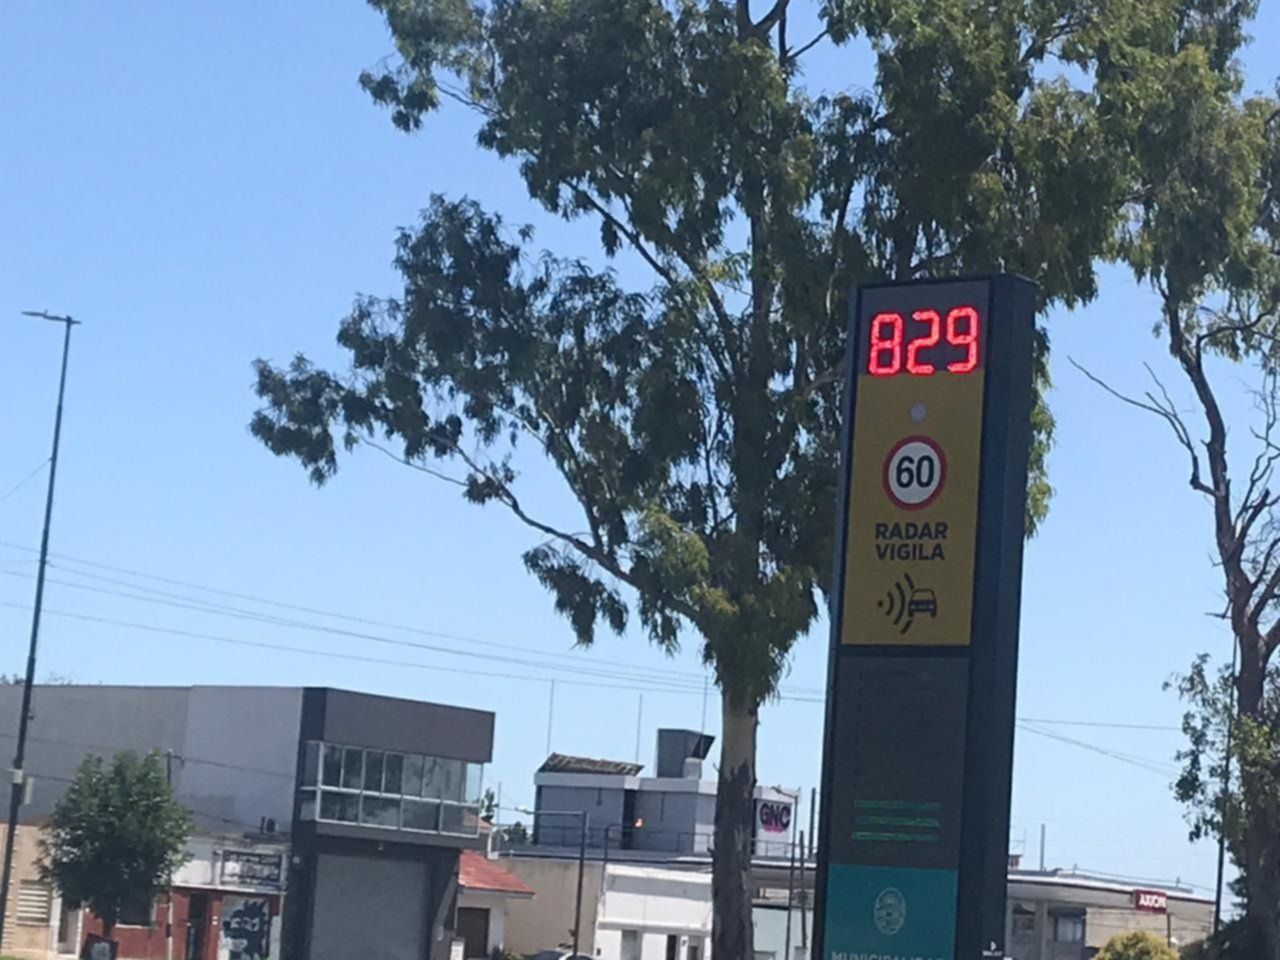 829
60
RADAR
VIGILA
GNC
AXION